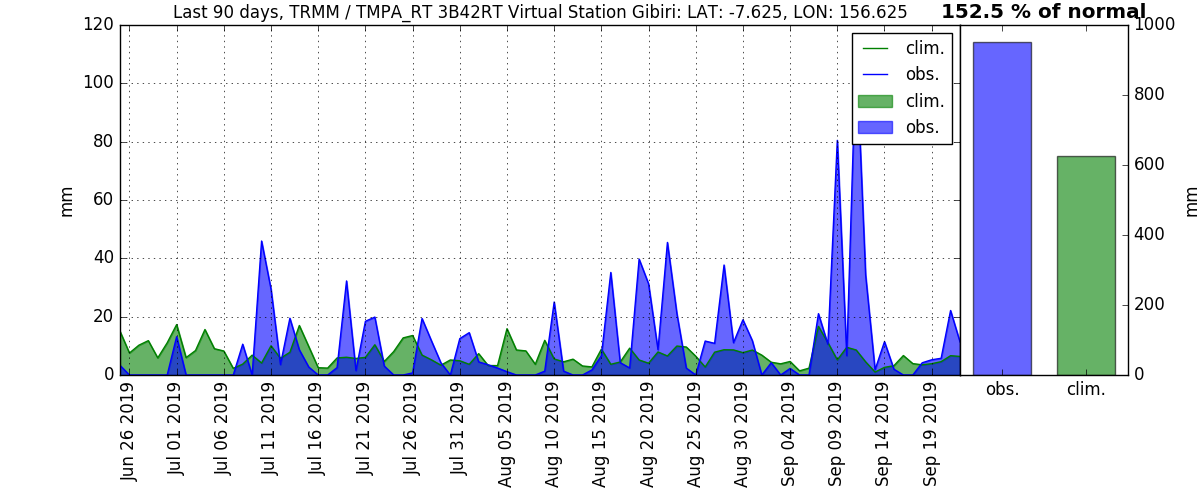 Last 90 days, TRMM / TMPA_RT 3B42RT Virtual Station Gibiri: LAT: -7.625, LON: 156.625
152.5 % of normal
120
100
80
60
40
20
0
mm
clim.
obs.
clim.
obs.
1000
800
600
400
200
0
mm
Jun 26 2019
Jul 01 2019
Jul 06 2019
Jul 11 2019
Jul 16 2019
Jul 21 2019
Jul 26 2019
Jul 31 2019
Aug 05 2019
Aug 10 2019
Aug 15 2019
Aug 20 2019
Aug 25 2019
Aug 30 2019
Sep 04 2019
Sep 09 2019
Sep 14 2019
Sep 19 2019
obs.
clim.